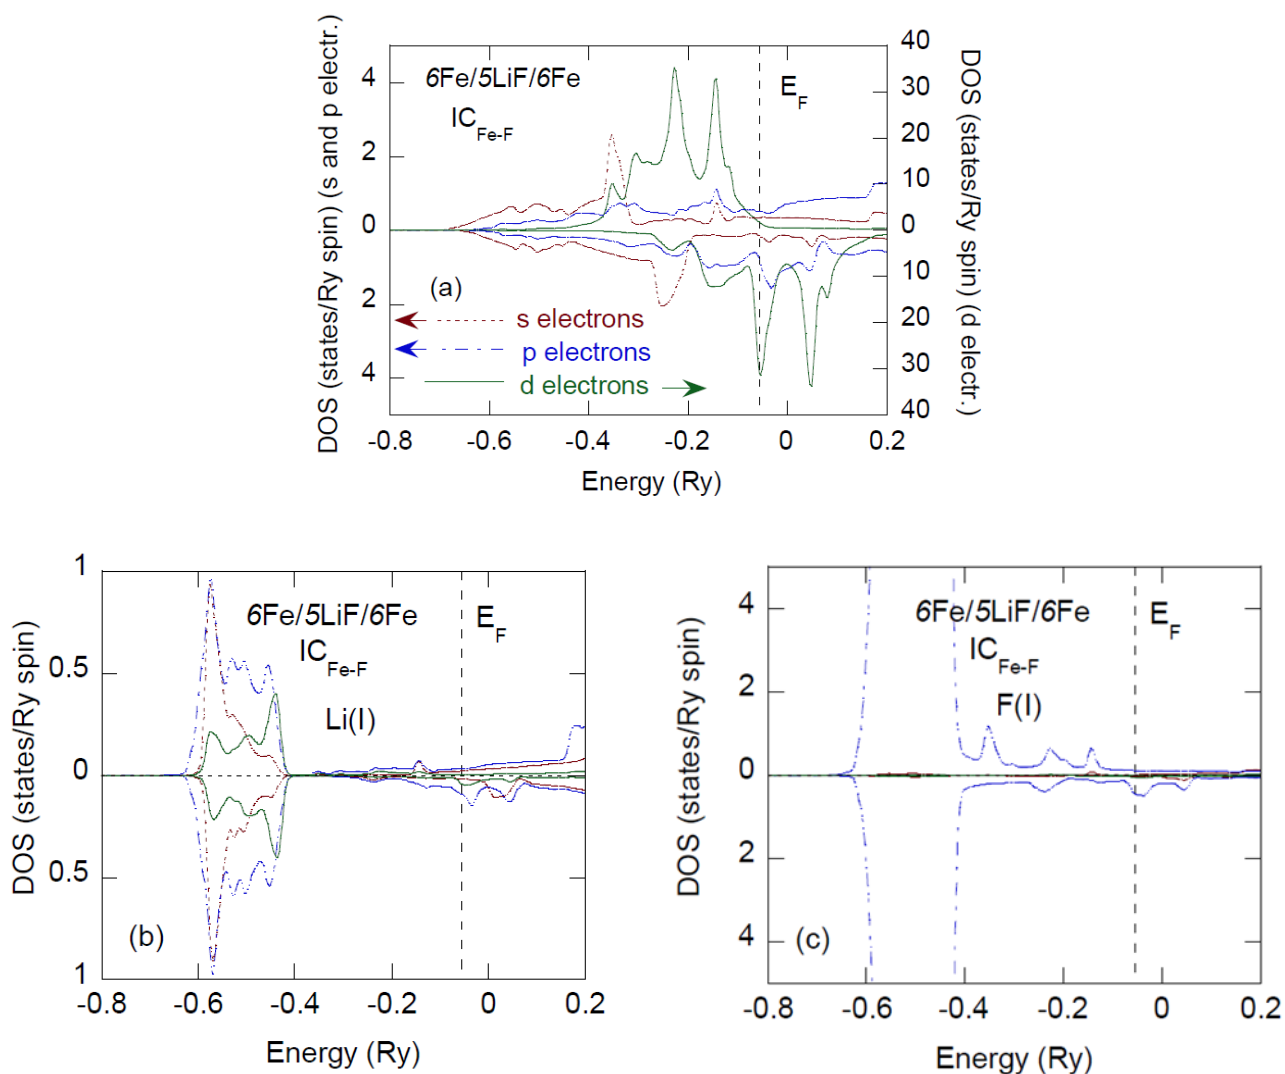 DOS (states/Ry spin) (s and p electr.)
4
2
0
2
4
6Fe/5LiF/6Fe
IC Fe-F
E F
(a)
s electrons
p electrons
d electrons
40
30
20
10
0
10
20
30
40
DOS (states/Ry spin) (d electr.)
-0.8 -0.6 -0.4 -0.2 0 0.2
Energy (Ry)
DOS (states/Ry spin)
1
0.5
0
0.5
1
6Fe/5LiF/6Fe
IC Fe-F
Li(I)
E F
(b)
-0.8 -0.6 -0.4 -0.2 0 0.2
Energy (Ry)
DOS (states/Ry spin)
4
2
0
2
4
6Fe/5LiF/6Fe
IC Fe-F
F(I)
E F
(c)
-0.8 -0.6 -0.4 -0.2 0 0.2
Energy (Ry)